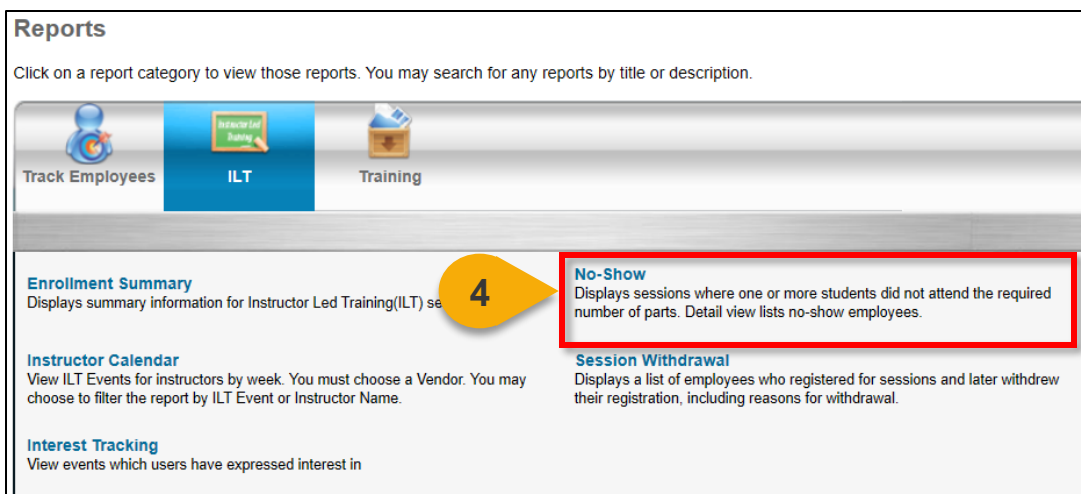 Reports
Click on a report category to view those reports. You may search for any reports by title or description.
Instructor Led
Training
Track Employees
ILT
Training
Enrollment Summary
Displays summary information for Instructor Led Training(ILT) se
4
No-Show
Displays sessions where one or more students did not attend the required
number of parts. Detail view lists no-show employees.
Instructor Calendar
View ILT Events for instructors by week. You must choose a Vendor. You may
choose to filter the report by ILT Event or Instructor Name.
Session Withdrawal
Displays a list of employees who registered for sessions and later withdrew
their registration, including reasons for withdrawal.
Interest Tracking
View events which users have expressed interest in